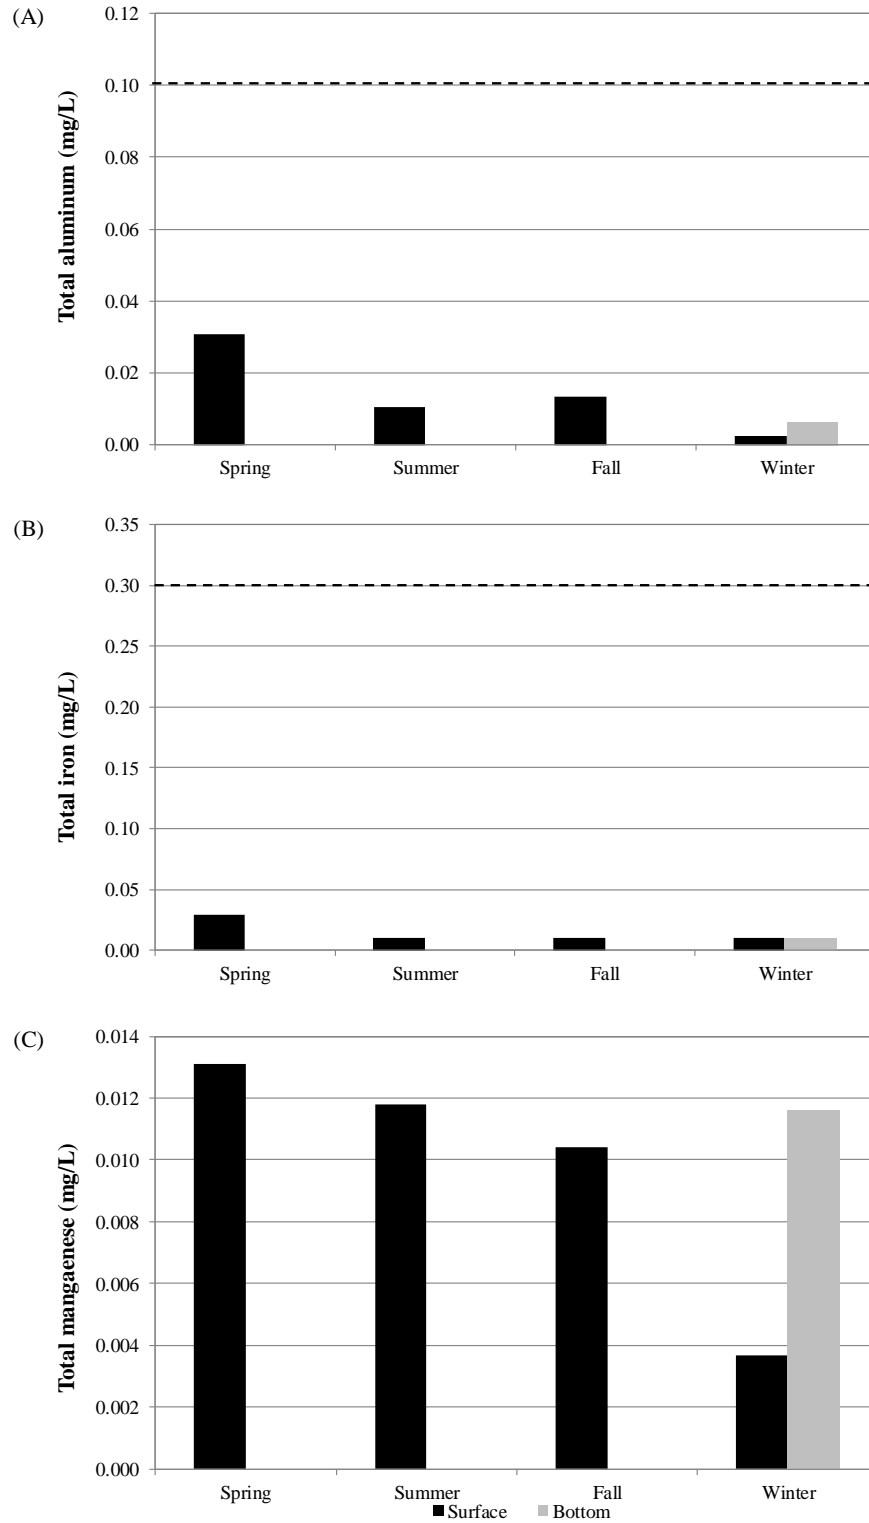 (A)
Total aluminum (mg/L)
0.12
0.10
0.08
0.06
0.04
0.02
0.00
Spring Summer Fall Winter
(B)
Total iron (mg/L)
0.35
0.30
0.25
0.20
0.15
0.10
0.05
0.00
Spring Summer Fall Winter
(C)
Total mangaenese (mg/L)
0.014
0.012
0.010
0.008
0.006
0.004
0.002
0.000
Spring Summer Fall Winter
Surface Bottom